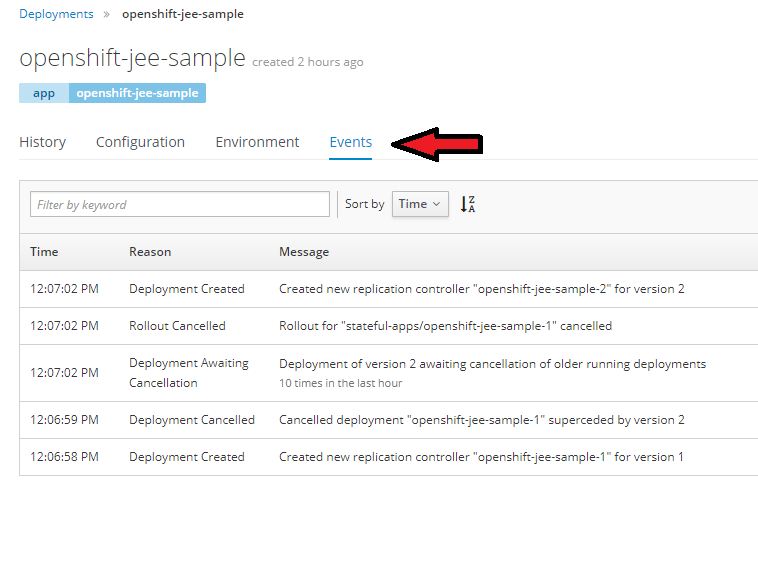 Deployments » openshift-jee-sample
openshift-jee-sample created 2 hours ago
app openshift-jee-sample
History Configuration Environment Events
Filter by keyword Sort by Time
Time Reason Message
12:07:02 PM Deployment Created Created new replication controller "openshift-jee-sample-2" for version 2
12:07:02 PM Rollout Cancelled Rollout for "stateful-apps/openshift-jee-sample-1" cancelled
12:07:02 PM Deployment Awaiting Cancellation Deployment of version 2 awaiting cancellation of older running deployments
10 times in the last hour
12:06:59 PM Deployment Cancelled Cancelled deployment "openshift-jee-sample-1" superceded by version 2
12:06:58 PM Deployment Created Created new replication controller "openshift-jee-sample-1" for version 1